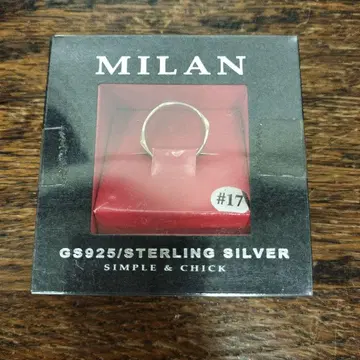 MILAN
#17
GS925/STERLING SILVER
SIMPLE & CHICK